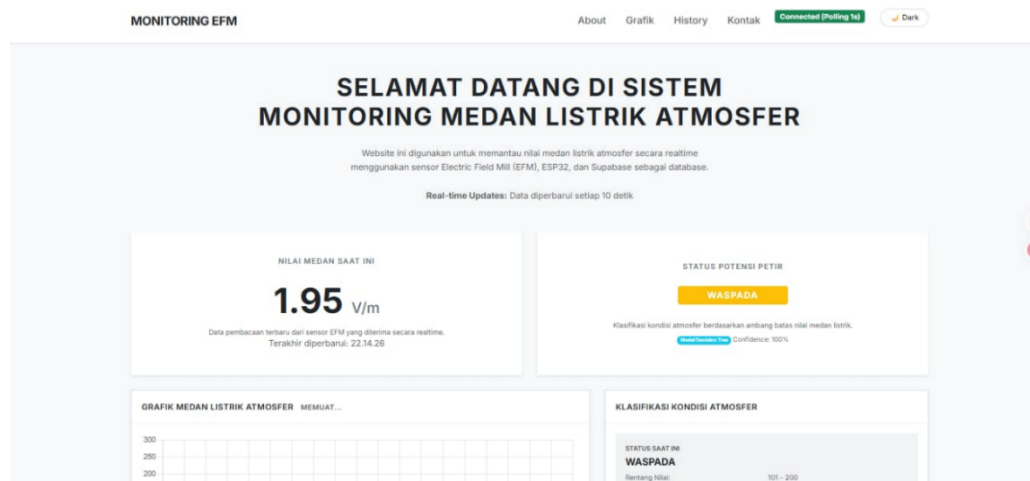 MONITORING EFM
About Grafik History Kontak Connected (Polling 1s) Dark
SELAMAT DATANG DI SISTEM
MONITORING MEDAN LISTRIK ATMOSFER
Website ini digunakan untuk memantau nilai medan listrik atmosfer secara realtime
menggunakan sensor Electric Field Mill (EFM), ESP32, dan Supabase sebagai database.
Real-time Updates: Data diperbarui setiap 10 detik
NILAI MEDAN SAAT INI
1.95 V/m
Data pembacaan terbaru dari sensor EFM yang diterima secara realtime.
Terakhir diperbarui: 22.14.26
STATUS POTENSI PETIR
WASPADA
Klasifikasi kondisi atmosfer berdasarkan ambang batas nilai medan listrik.
Model Decision Tree Confidence: 100%
GRAFIK MEDAN LISTRIK ATMOSFER MEMUAT...
300
250
200
KLASIFIKASI KONDISI ATMOSFER
STATUS SAAT INI
WASPADA
Rentang Nilai: 101 - 200